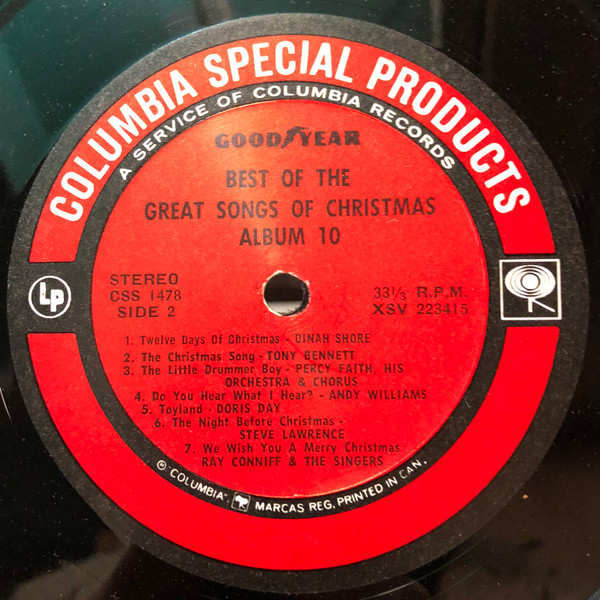 COLUMBIA SPECIAL PRODUCTS
A SERVICE OF COLUMBIA RECORDS
GOOD YEAR
BEST OF THE
GREAT SONGS OF CHRISTMAS
ALBUM 10
STEREO
CSS 1478
SIDE 2
33⅓ R.P.M.
XSV 223415
LP
1. Twelve Days Of Christmas - DINAH SHORE
2. The Christmas Song - TONY BENNETT
3. The Little Drummer Boy - PERCY FAITH, HIS
ORCHESTRA & CHORUS
4. Do You Hear What I Hear? - ANDY WILLIAMS
5. Toyland - DORIS DAY
6. The Night Before Christmas -
STEVE LAWRENCE
7. We Wish You A Merry Christmas
RAY CONNIFF & THE SINGERS
® COLUMBIA", MARCAS REG. PRINTED IN CAN.